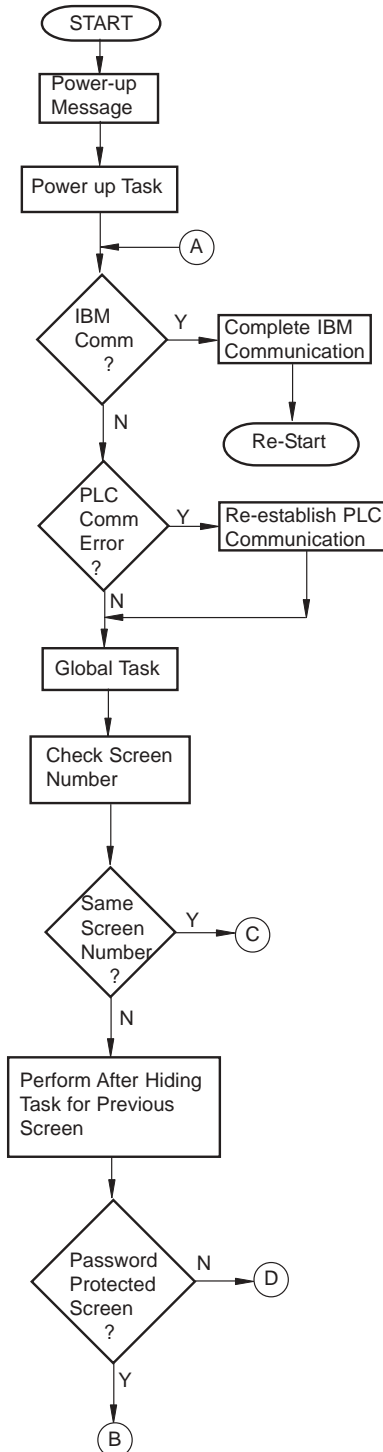 START
Power-up
Message
Power up Task
A
IBM
Comm
?
Y
Complete IBM
Communication
N
Re-Start
PLC
Comm
Error
?
Y
Re-establish PLC
Communication
N
Global Task
Check Screen
Number
Same
Screen
Number
?
Y
C
N
Perform After Hiding
Task for Previous
Screen
Password
Protected
Screen
?
N
D
Y
B